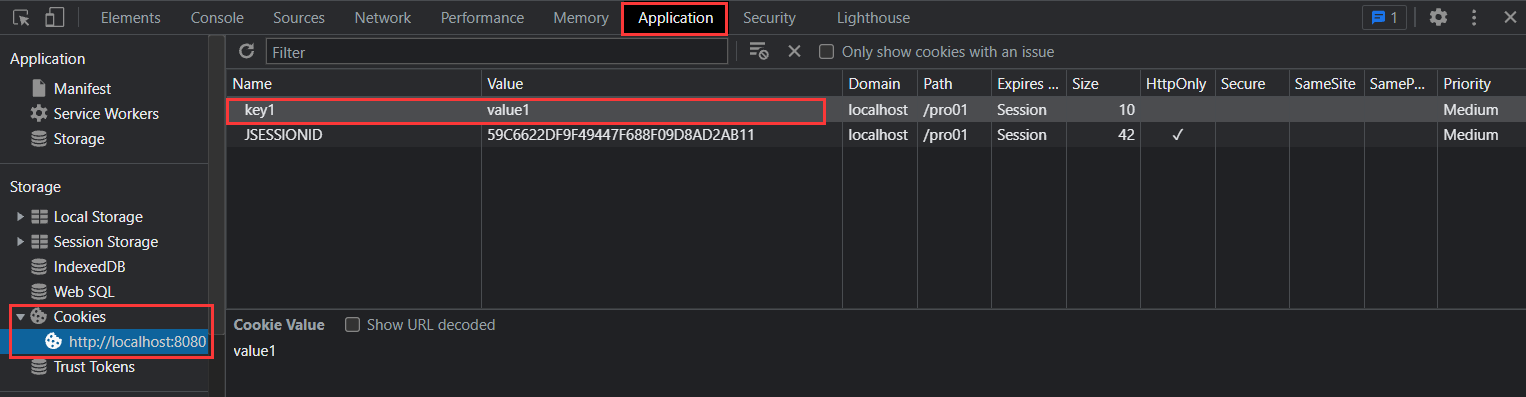 Elements Console Sources Network Performance Memory Application Security Lighthouse 1
Application
Manifest
Service Workers
Storage
Storage
Local Storage
Session Storage
IndexedDB
Web SQL
Cookies
http://localhost:8080
Trust Tokens
Filter Only show cookies with an issue
Name Value Domain Path Expires ... Size HttpOnly Secure SameSite SameP... Priority
key1 value1 localhost /pro01 Session 10 Medium
JSESSIONID 59C6622DF9F49447F688F09D8AD2AB11 localhost /pro01 Session 42 ✓ Medium
Cookie Value Show URL decoded
value1